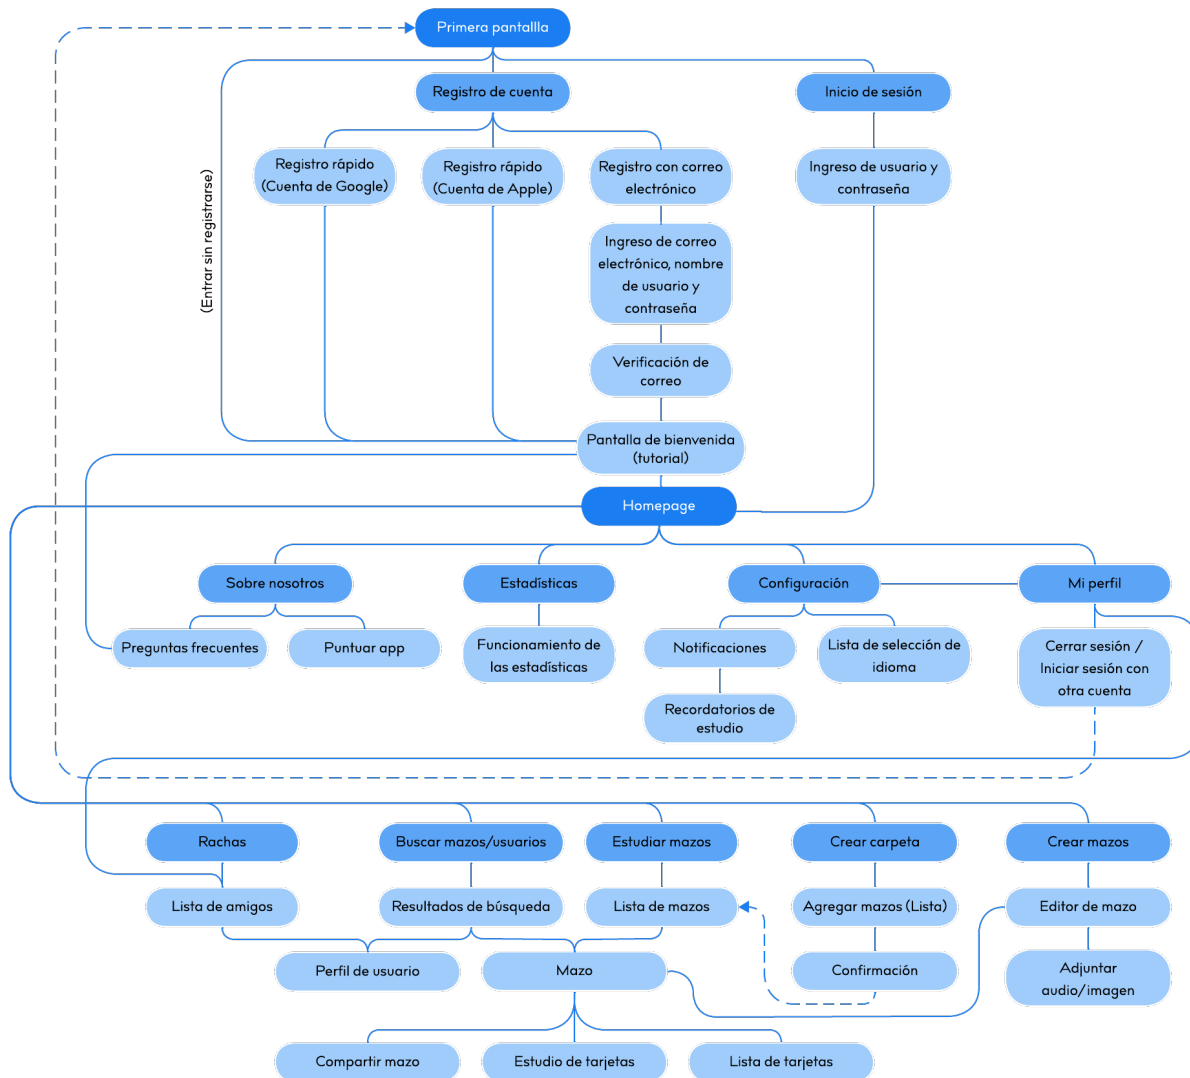 Primera pantallla
Registro de cuenta
Inicio de sesión
Registro rápido
(Cuenta de Google)
Registro rápido
(Cuenta de Apple)
Registro con correo
electrónico
Ingreso de usuario y
contraseña
(Entrar sin registrarse)
Ingreso de correo
electrónico, nombre
de usuario y
contraseña
Verificación de
correo
Pantalla de bienvenida
(tutorial)
Homepage
Sobre nosotros
Estadísticas
Configuración
Mi perfil
Preguntas frecuentes
Puntuar app
Funcionamiento de
las estadísticas
Notificaciones
Lista de selección de
idioma
Cerrar sesión /
Iniciar sesión con
otra cuenta
Recordatorios de
estudio
Rachas
Buscar mazos/usuarios
Estudiar mazos
Crear carpeta
Crear mazos
Lista de amigos
Resultados de búsqueda
Lista de mazos
Agregar mazos (Lista)
Editor de mazo
Perfil de usuario
Mazo
Confirmación
Adjuntar
audio/imagen
Compartir mazo
Estudio de tarjetas
Lista de tarjetas